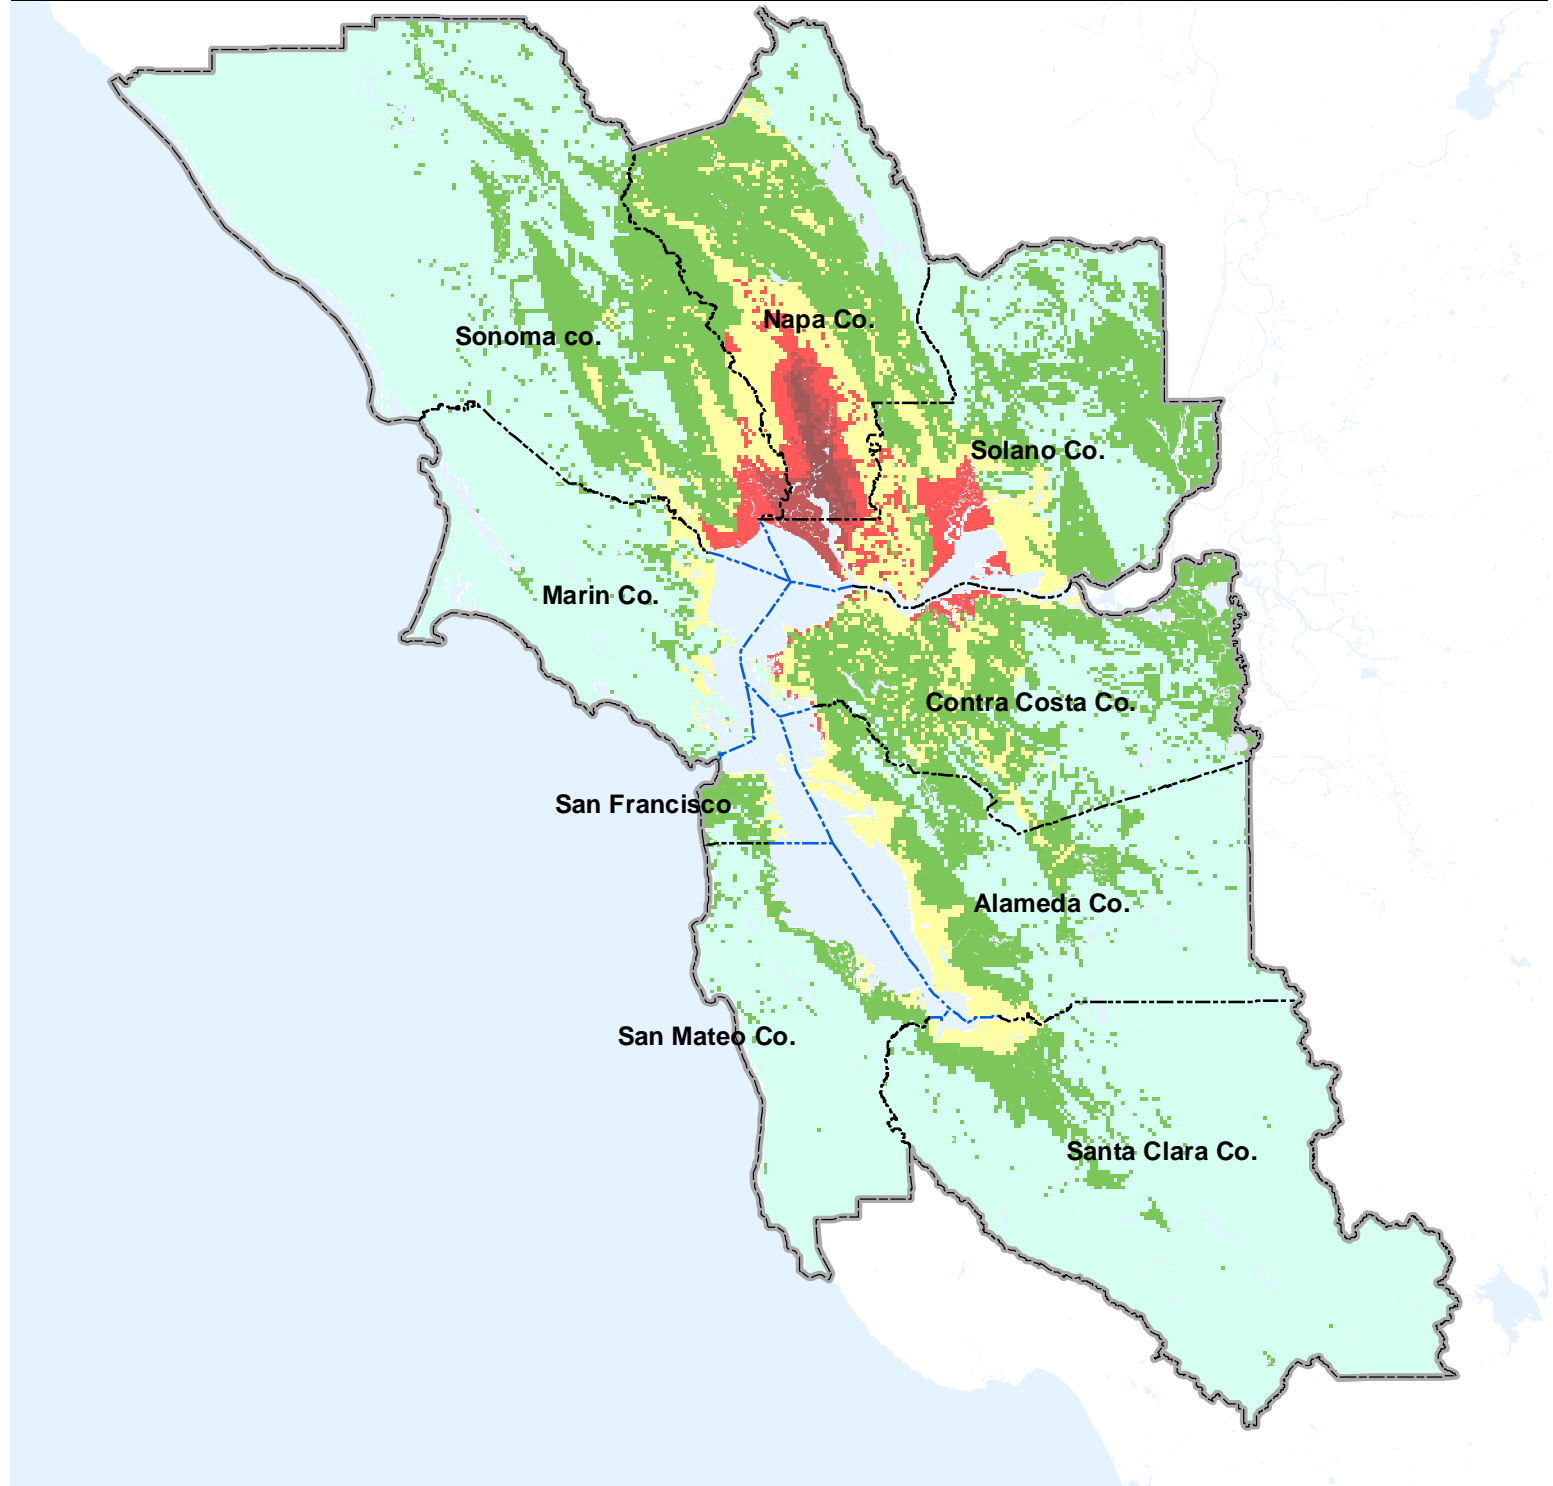 Napa Co.
Sonoma co.
Solano Co.
Marin Co.
Contra Costa Co.
San Francisco
Alameda Co.
San Mateo Co.
Santa Clara Co.